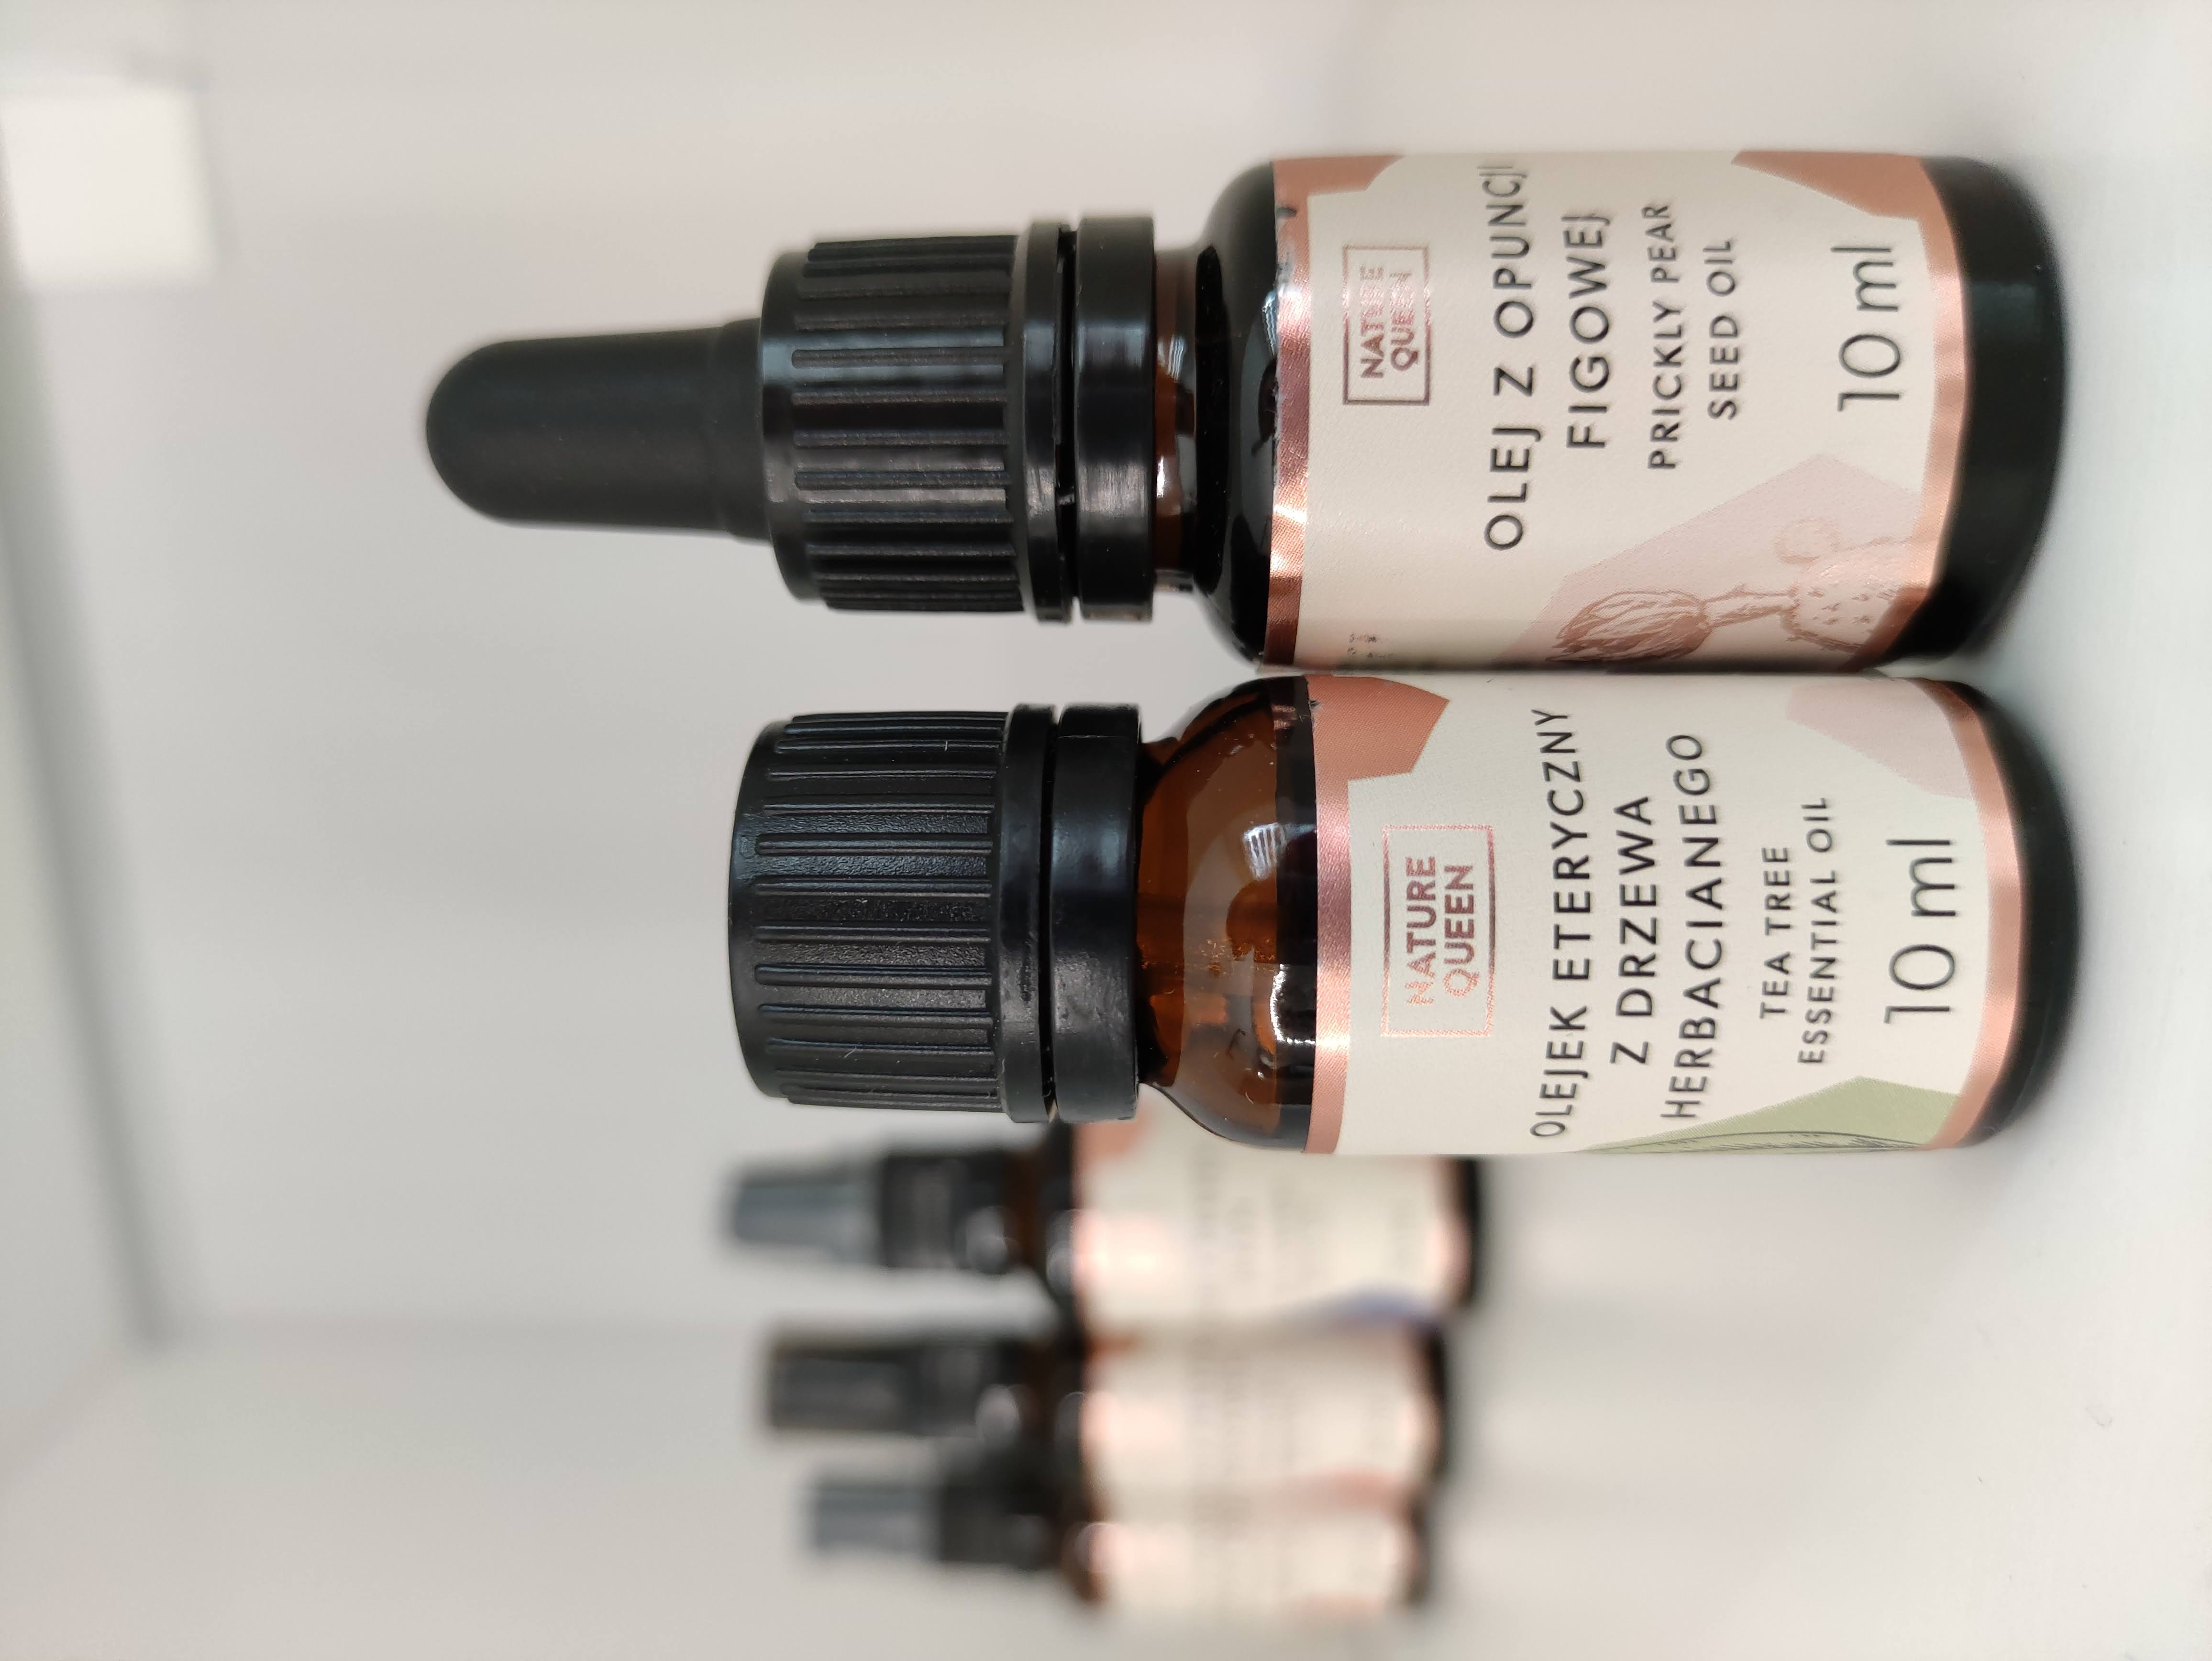 NATURE
QUEEN
OLEJEK ETERYCZNY
Z DRZEWA
HERBACIANEGO
TEA TREE
ESSENTIAL OIL
10 ml
NATURE
QUEEN
OLEJ Z OPUNCJI
FIGOWEJ
PRICKLY PEAR
SEED OIL
10 ml